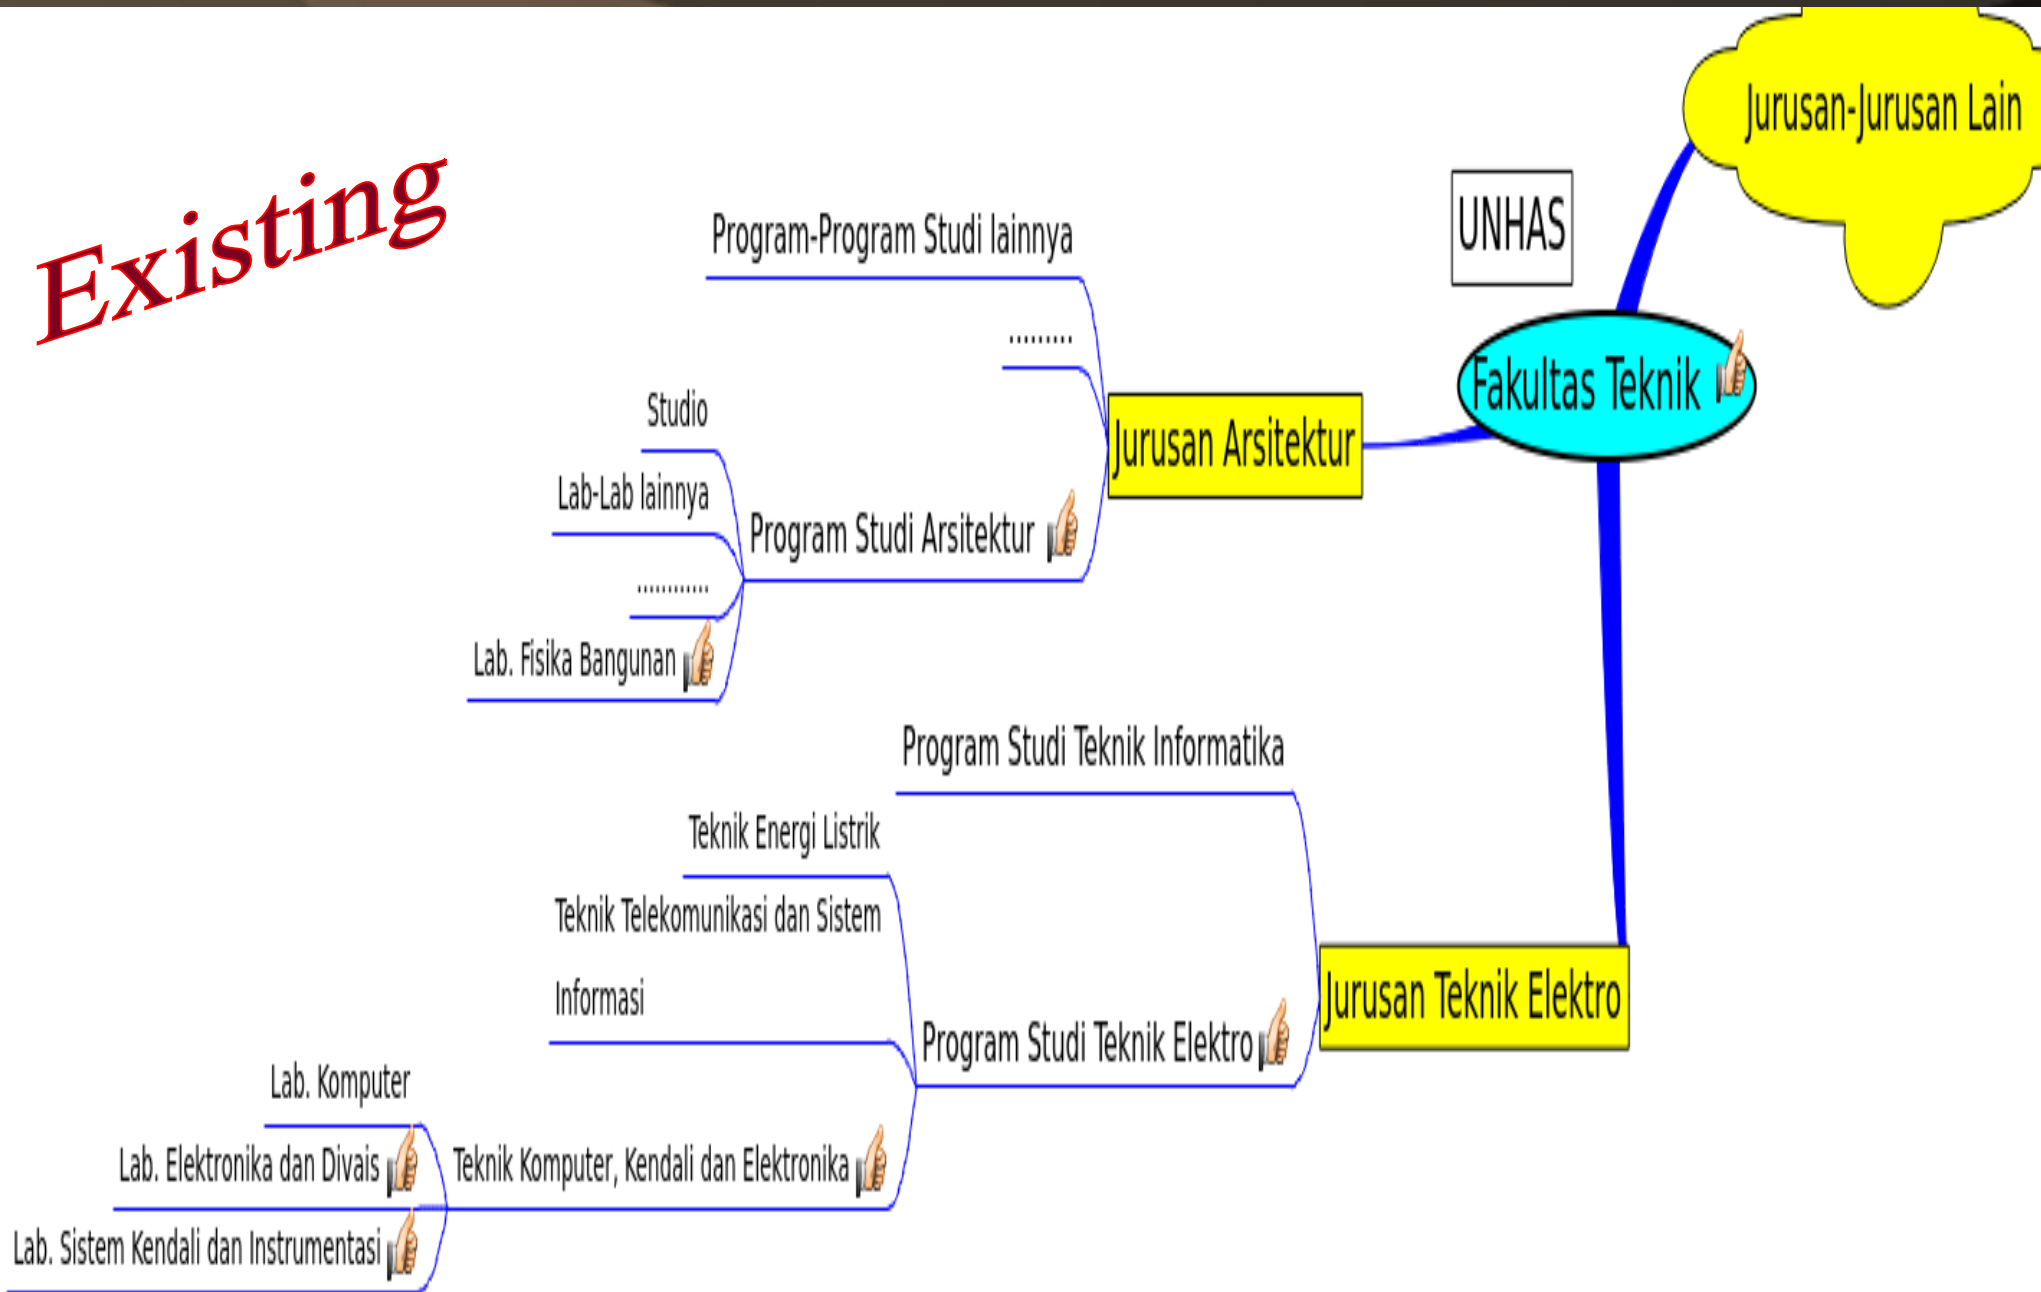 Existing
Jurusan-Jurusan Lain
UNHAS
Fakultas Teknik
Jurusan Arsitektur
Program-Program Studi lainnya
.........
Program Studi Arsitektur
Studio
Lab-Lab lainnya
............
Lab. Fisika Bangunan
Jurusan Teknik Elektro
Program Studi Teknik Informatika
Program Studi Teknik Elektro
Teknik Energi Listrik
Teknik Telekomunikasi dan Sistem
Informasi
Teknik Komputer, Kendali dan Elektronika
Lab. Komputer
Lab. Elektronika dan Divais
Lab. Sistem Kendali dan Instrumentasi